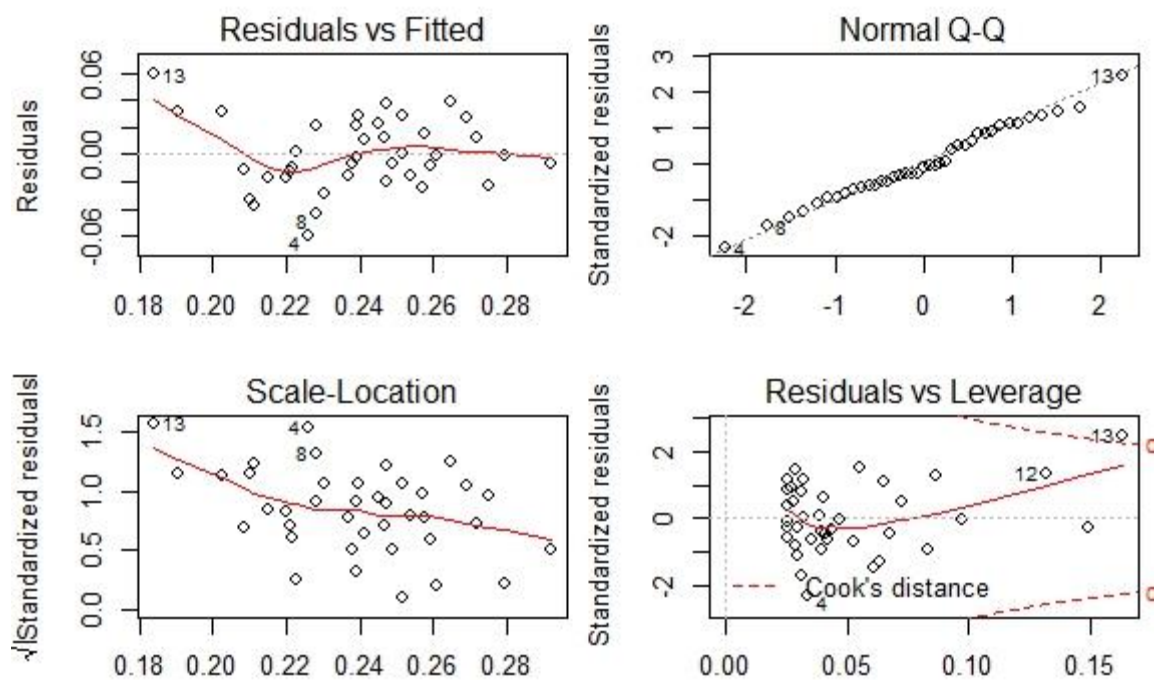 Residuals vs Fitted
Residuals
0.06
0.00
-0.06
13
8
4
0.18 0.20 0.22 0.24 0.26 0.28
Normal Q-Q
Standardized residuals
3
2
1
0
-2
13
8
4
-2 -1 0 1 2
Scale-Location
√|Standardized residuals|
1.5
1.0
0.5
0.0
13
4
8
0.18 0.20 0.22 0.24 0.26 0.28
Residuals vs Leverage
Standardized residuals
2
0
-2
13
12
4
Cook's distance
0.00 0.05 0.10 0.15